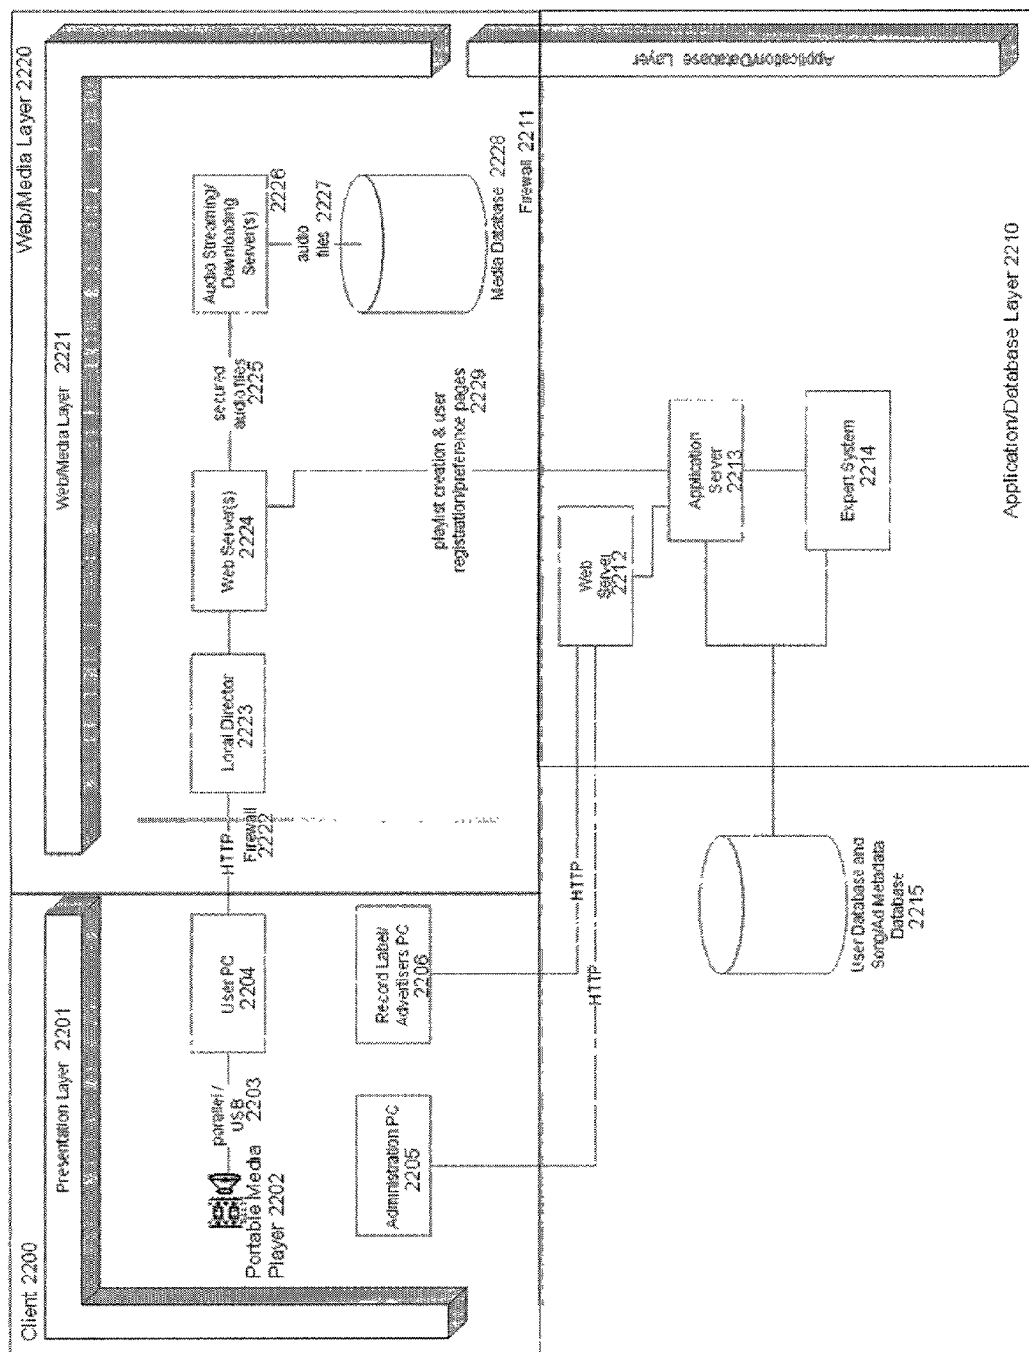 Client 2200
Presentation Layer 2201
Portable Media
Player 2202
parallel /
USB
2203
User PC
2204
Administration PC
2205
Record Label/
Advertisers PC
2206
HTTP
Firewall
2222
Web/Media Layer 2220
Web/Media Layer 2221
Local Director
2223
Web Server(s)
2224
secured
audio files
2225
Audio Streaming/
Downloading
Server(s)
2226
audio
files 2227
Media Database 2228
playlist creation & user
registration/preference pages
2229
Firewall 2211
Application/Database Layer
HTTP
HTTP
Web
Server
2212
Application
Server
2213
Expert System
2214
User Database and
Song/Ad Metadata
Database
2215
Application/Database Layer 2210